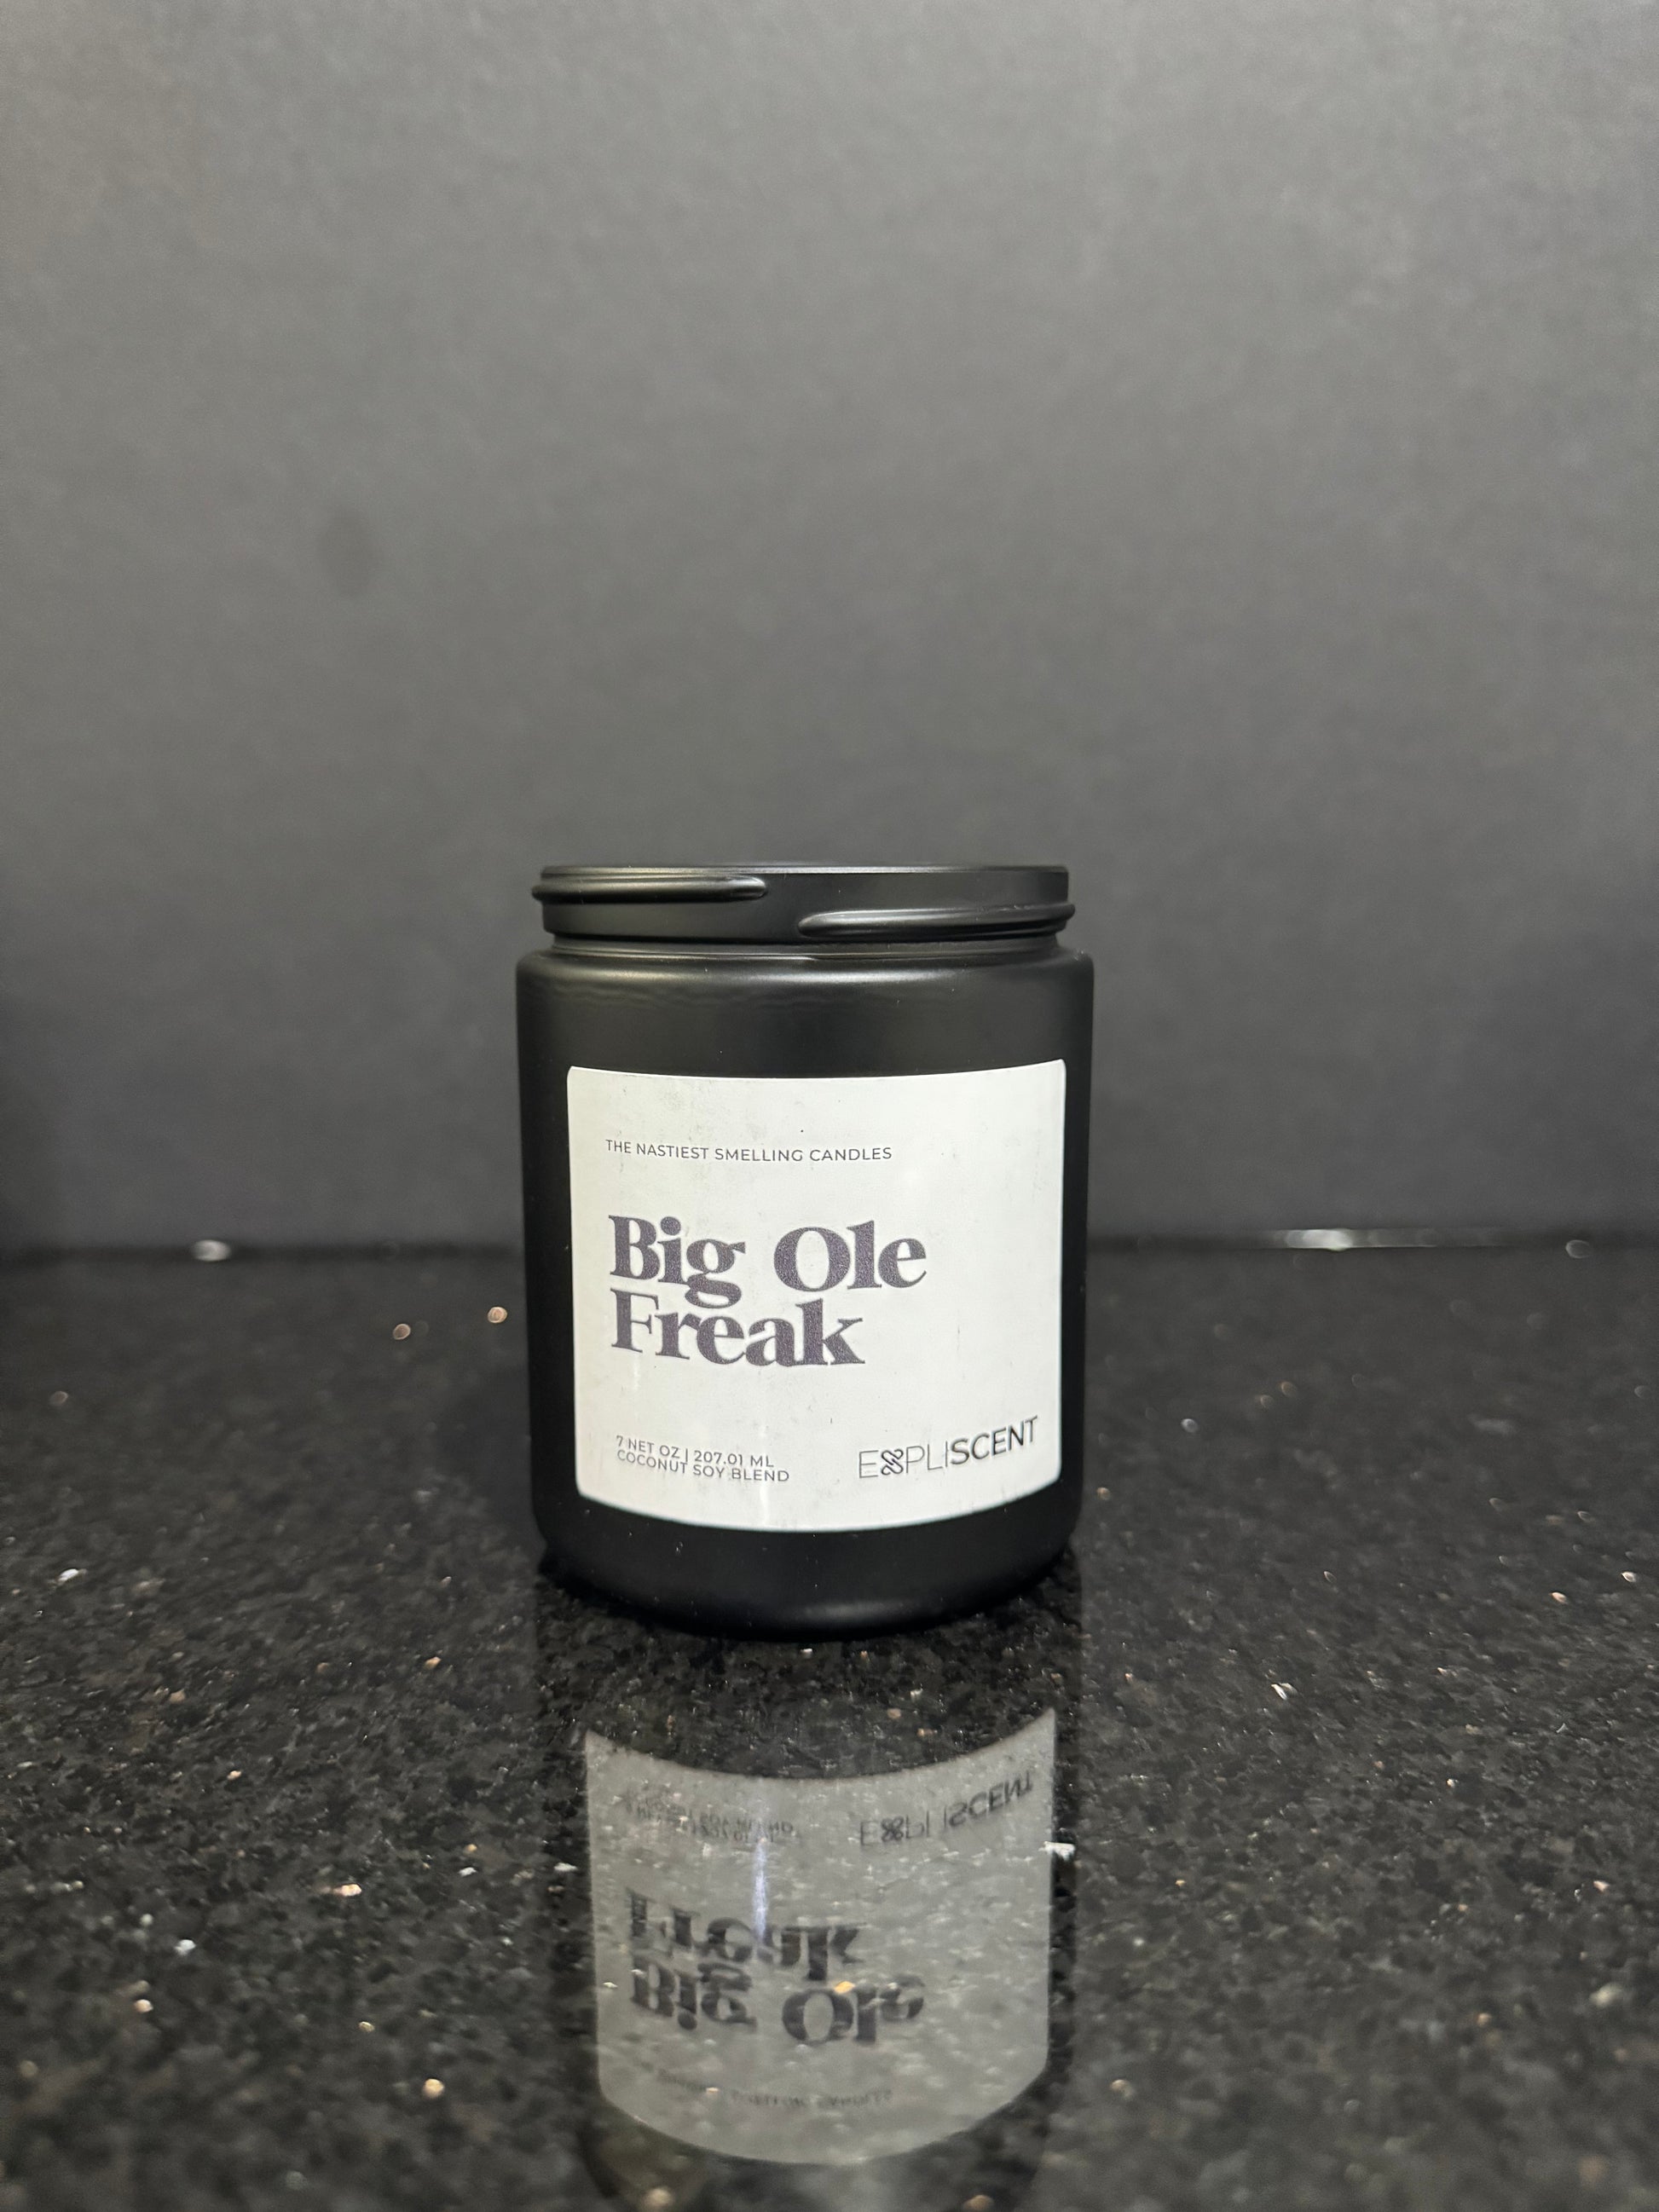 THE NASTIEST SMELLING CANDLES
Big Ole
Freak
7 NET OZ | 207.01 ML
COCONUT SOY BLEND
EXPLISCENT